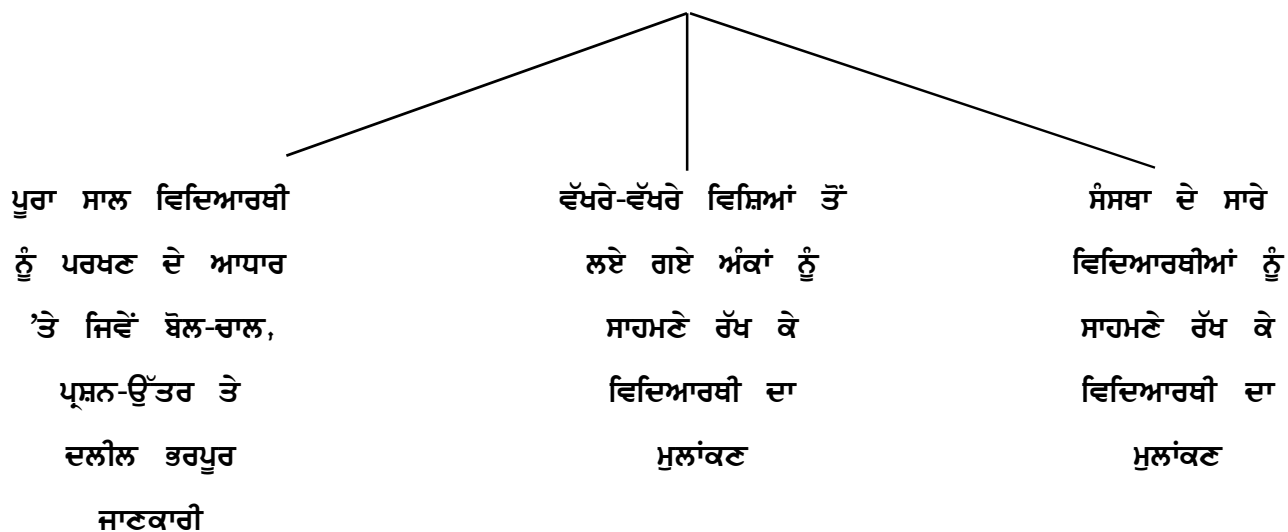 ਪੂਰਾ ਸਾਲ ਵਿਦਿਆਰਥੀ
ਨੂੰ ਪਰਖਣ ਦੇ ਆਧਾਰ
’ਤੇ ਜਿਵੇਂ ਬੋਲ-ਚਾਲ,
ਪ੍ਰਸ਼ਨ-ਉੱਤਰ ਤੇ
ਦਲੀਲ ਭਰਪੂਰ
ਜਾਣਕਾਰੀ
ਵੱਖਰੇ-ਵੱਖਰੇ ਵਿਸ਼ਿਆਂ ਤੋਂ
ਲਏ ਗਏ ਅੰਕਾਂ ਨੂੰ
ਸਾਹਮਣੇ ਰੱਖ ਕੇ
ਵਿਦਿਆਰਥੀ ਦਾ
ਮੁਲਾਂਕਣ
ਸੰਸਥਾ ਦੇ ਸਾਰੇ
ਵਿਦਿਆਰਥੀਆਂ ਨੂੰ
ਸਾਹਮਣੇ ਰੱਖ ਕੇ
ਵਿਦਿਆਰਥੀ ਦਾ
ਮੁਲਾਂਕਣ